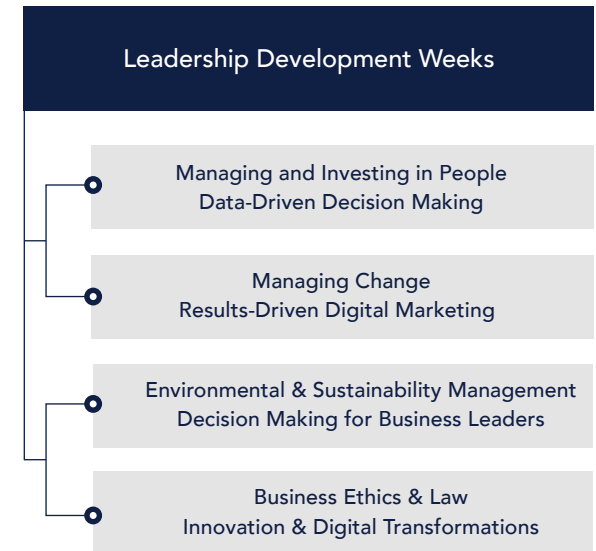 Leadership Development Weeks
Managing and Investing in People
Data-Driven Decision Making
Managing Change
Results-Driven Digital Marketing
Environmental & Sustainability Management
Decision Making for Business Leaders
Business Ethics & Law
Innovation & Digital Transformations